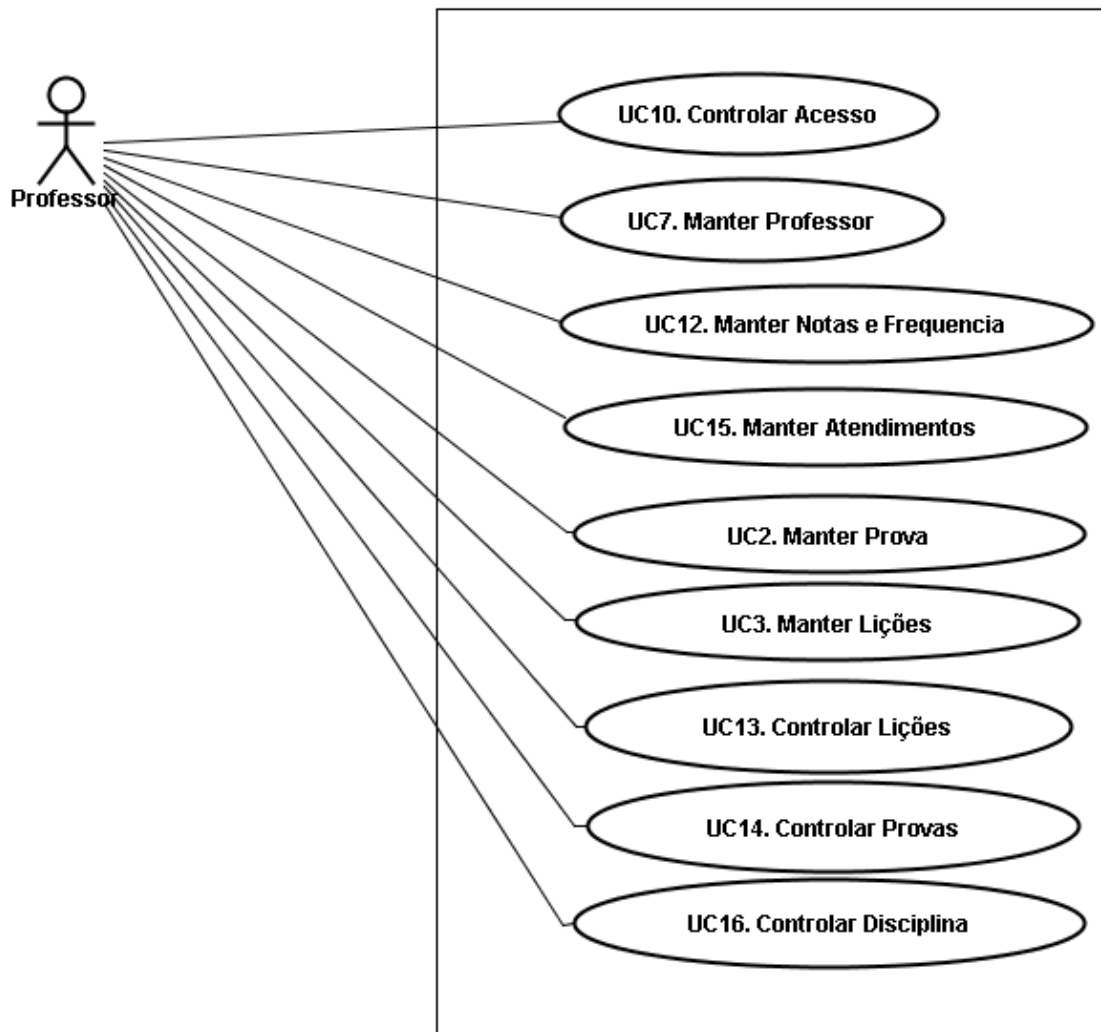 Professor
UC10. Controlar Acesso
UC7. Manter Professor
UC12. Manter Notas e Frequencia
UC15. Manter Atendimentos
UC2. Manter Prova
UC3. Manter Lições
UC13. Controlar Lições
UC14. Controlar Provas
UC16. Controlar Disciplina